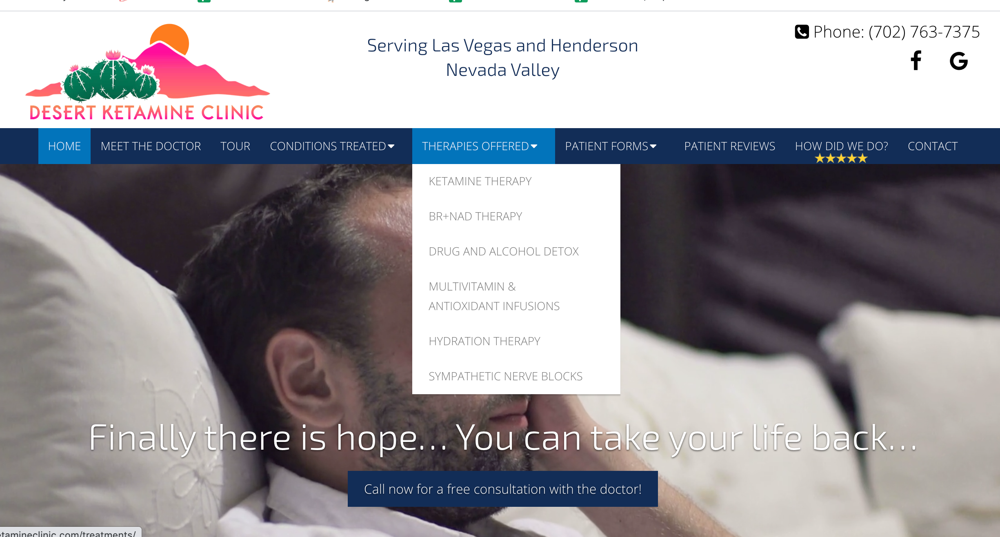 Phone: (702) 763-7375
Serving Las Vegas and Henderson
Nevada Valley
DESERT KETAMINE CLINIC
HOME MEET THE DOCTOR TOUR CONDITIONS TREATED THERAPIES OFFERED PATIENT FORMS PATIENT REVIEWS HOW DID WE DO? CONTACT
KETAMINE THERAPY
BR+NAD THERAPY
DRUG AND ALCOHOL DETOX
MULTIVITAMIN &
ANTIOXIDANT INFUSIONS
HYDRATION THERAPY
SYMPATHETIC NERVE BLOCKS
Finally there is hope... You can take your life back...
Call now for a free consultation with the doctor!
etamineclinic.com/treatments/